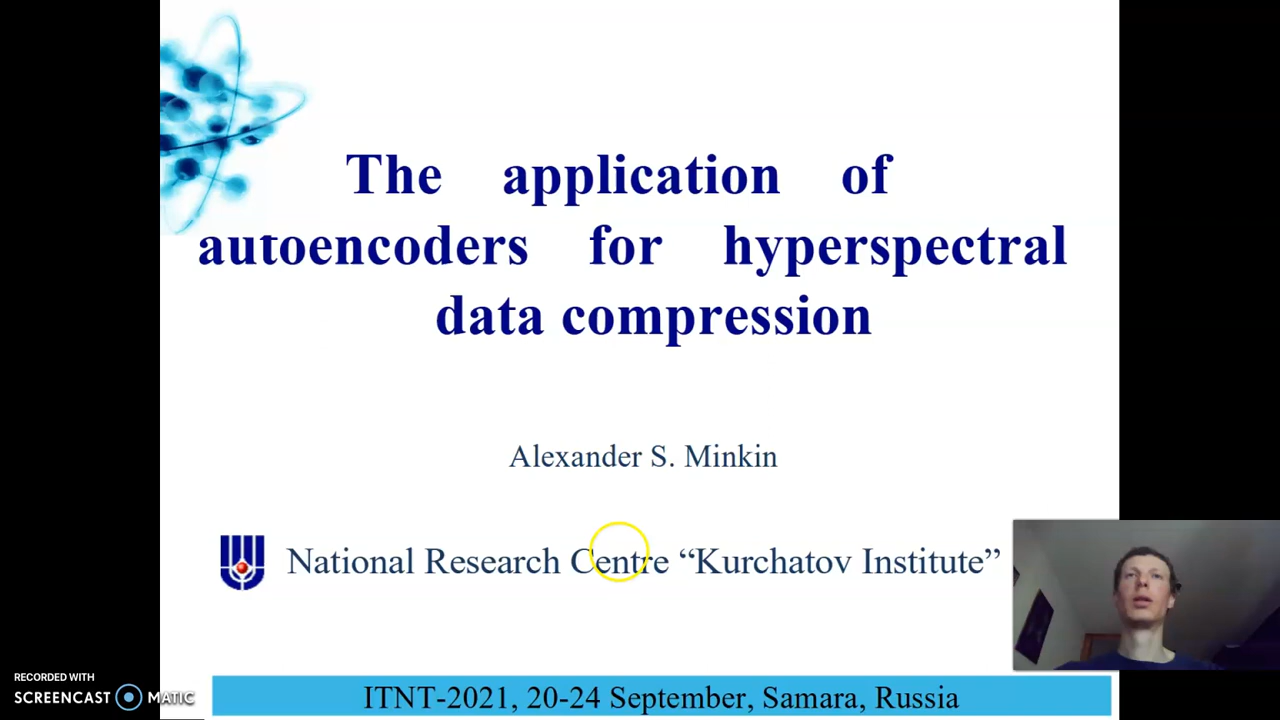 The application of
autoencoders for hyperspectral
data compression
Alexander S. Minkin
National Research Centre “Kurchatov Institute”
RECORDED WITH
SCREENCAST MATIC
ITNT-2021, 20-24 September, Samara, Russia